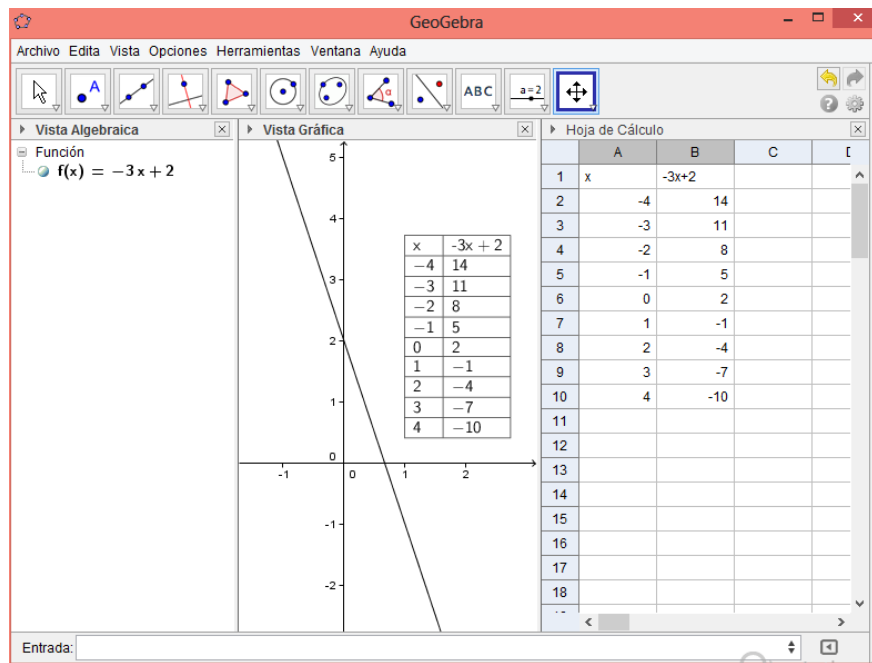 GeoGebra
Archivo Edita Vista Opciones Herramientas Ventana Ayuda
A
α
ABC
a=2
Vista Algebraica
Función
f(x) = −3 x + 2
Vista Gráfica
5
4
3
2
1
0
-1
-2
-1
0
1
2
x -3x + 2
−4 14
−3 11
−2 8
−1 5
0 2
1 −1
2 −4
3 −7
4 −10
Hoja de Cálculo
A B C
1 x -3x+2
2 -4 14
3 -3 11
4 -2 8
5 -1 5
6 0 2
7 1 -1
8 2 -4
9 3 -7
10 4 -10
11
12
13
14
15
16
17
18
Entrada: